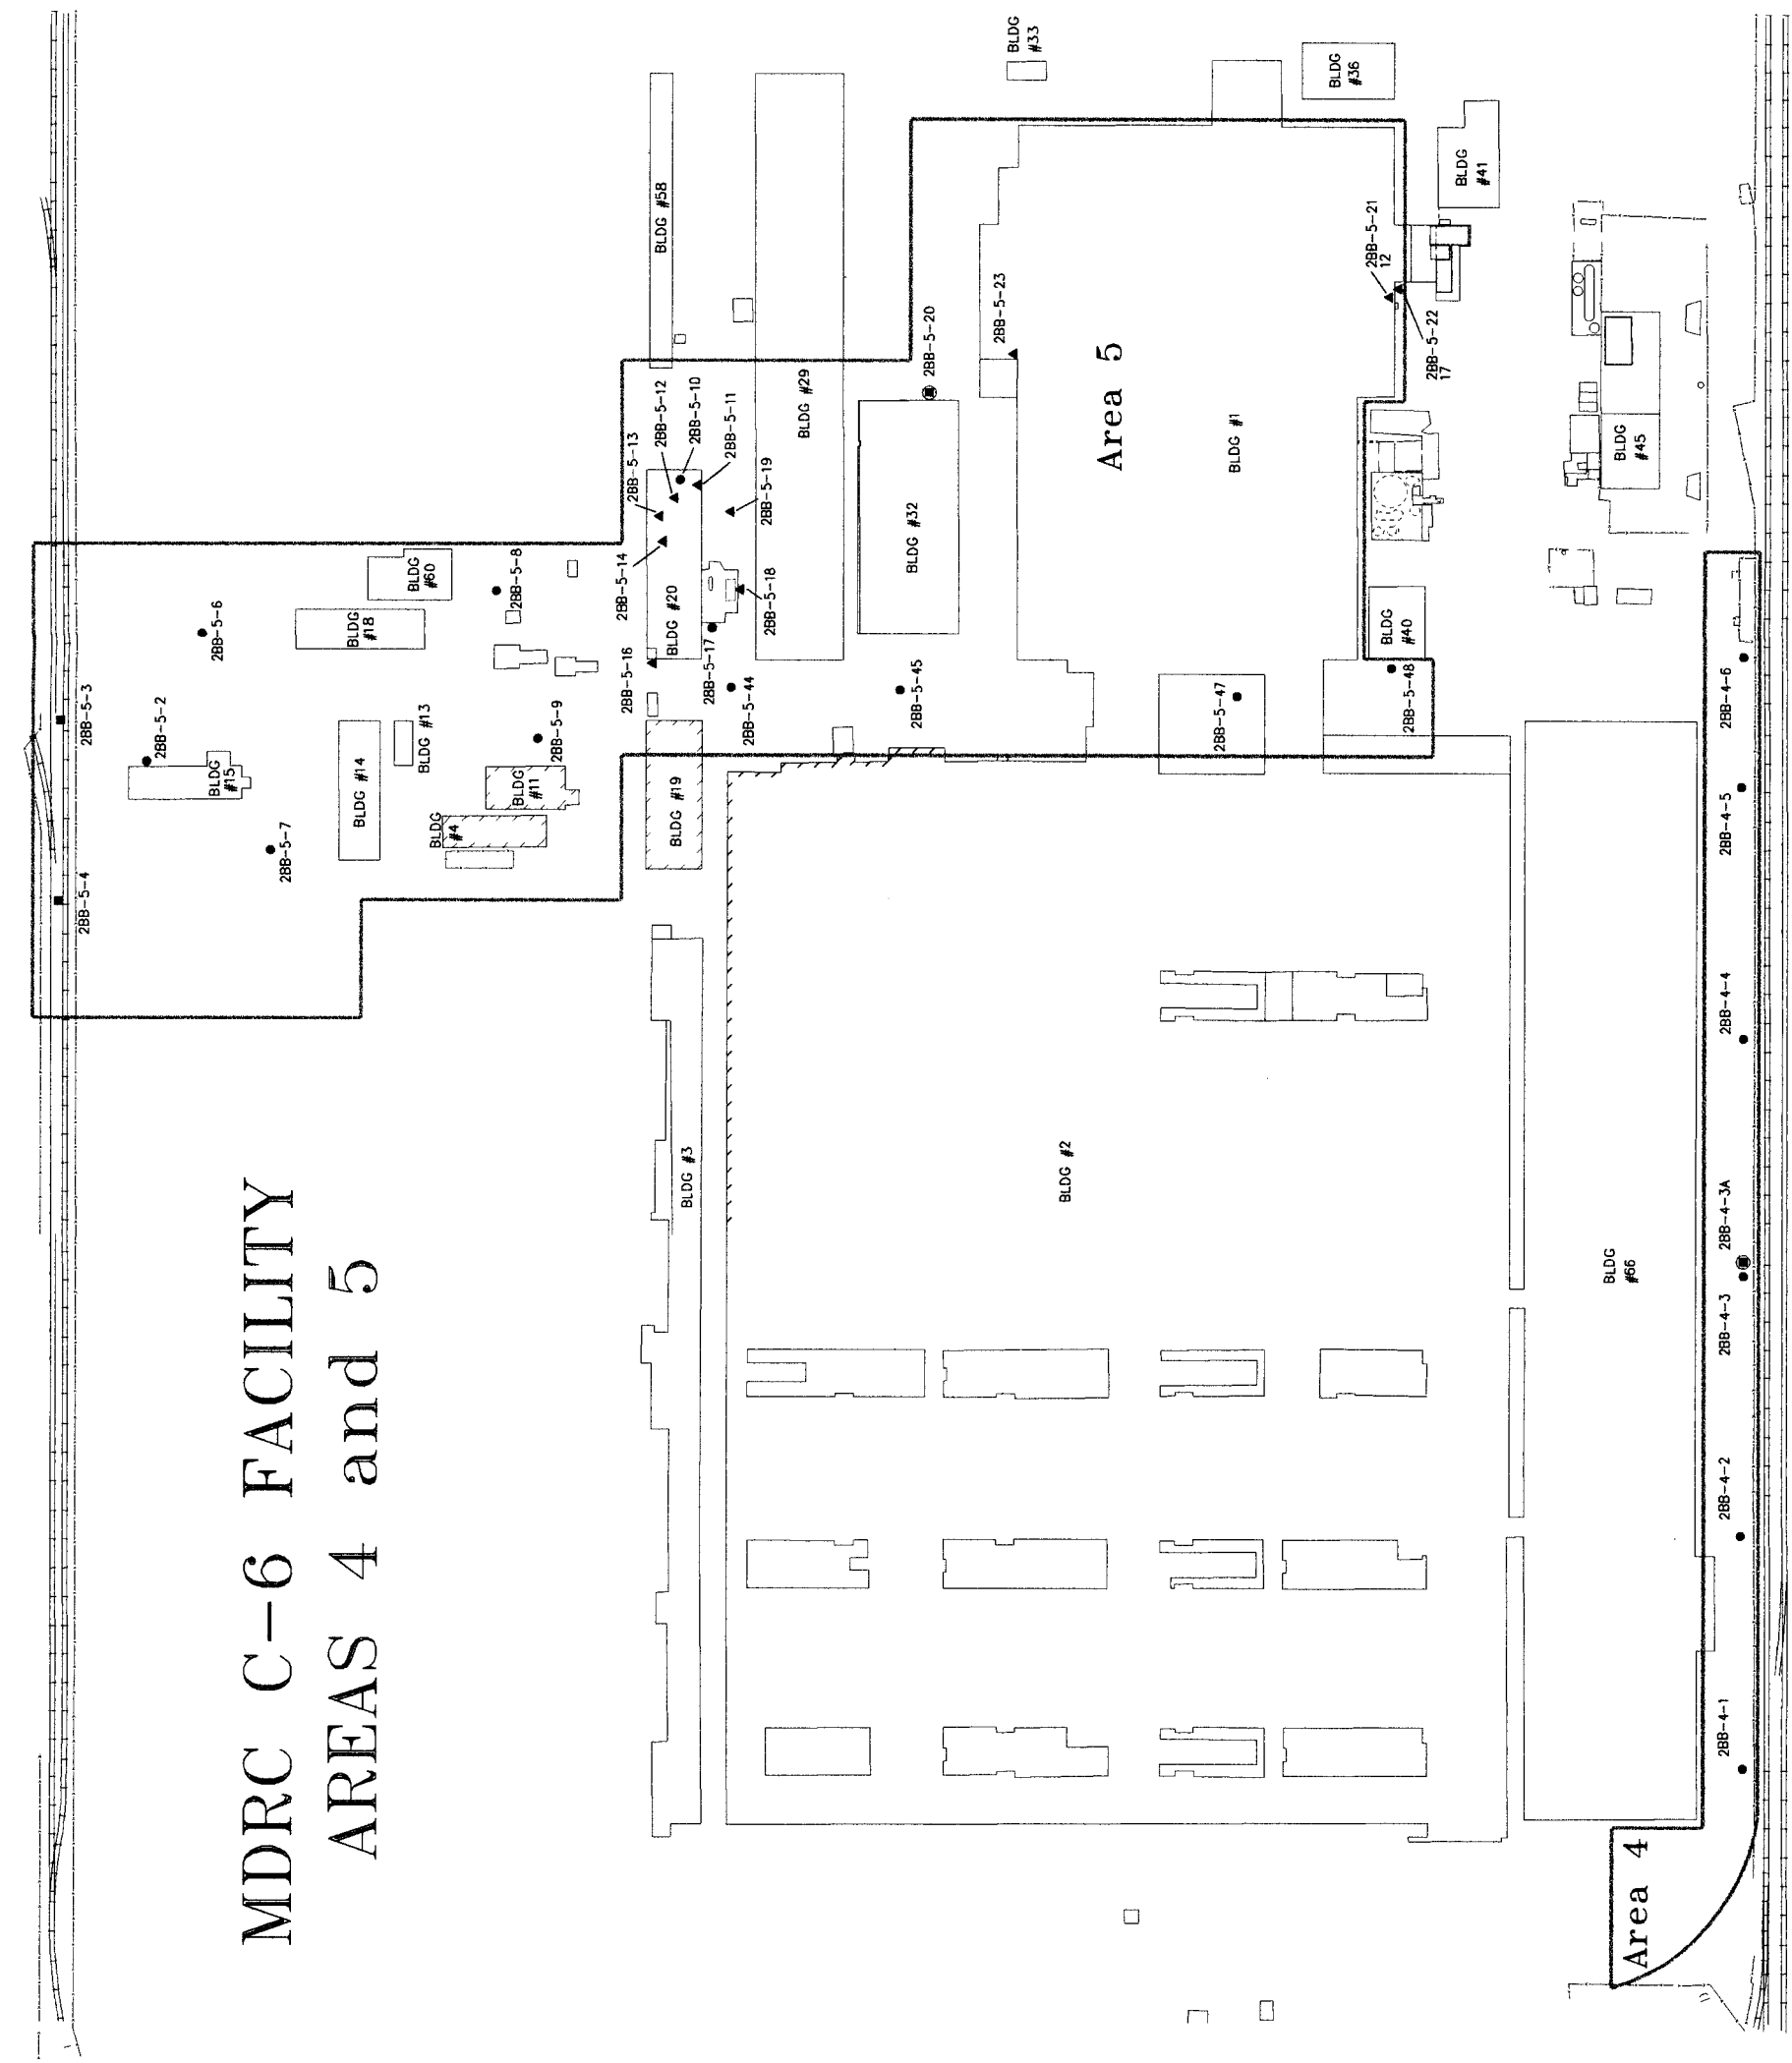 MDRC C-6 FACILITY
AREAS 4 and 5
2BB-5-4
2BB-5-3
2BB-5-2
2BB-5-6
2BB-5-7
BLDG
#15
BLDG #14
BLDG #13
BLDG
#18
BLDG
#60
BLDG
#4
BLDG
#11
2BB-5-8
2BB-5-9
2BB-5-16
2BB-5-14
2BB-5-13
2BB-5-12
2BB-5-10
2BB-5-11
2BB-5-19
2BB-5-18
2BB-5-17
2BB-5-44
BLDG #19
BLDG #20
BLDG #58
BLDG #3
BLDG #29
BLDG #32
2BB-5-45
2BB-5-20
2BB-5-23
BLDG
#33
BLDG #2
Area 5
BLDG #1
2BB-5-47
BLDG
#36
2BB-5-21
12
2BB-5-22
17
BLDG
#40
2BB-5-48
BLDG
#41
BLDG
#45
BLDG
#66
Area 4
2BB-4-1
2BB-4-2
2BB-4-3
2BB-4-3A
2BB-4-4
2BB-4-5
2BB-4-6